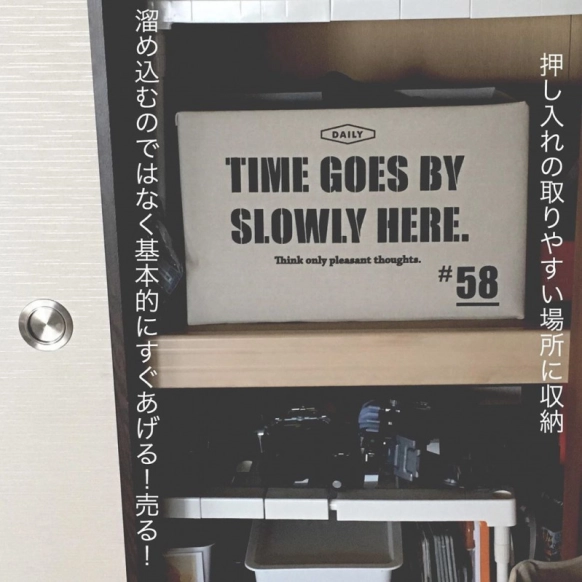 押し入れの取りやすい場所に収納
溜め込むのではなく基本的にすぐあげる！売る！
DAILY
TIME GOES BY
SLOWLY HERE.
Think only pleasant thoughts.
#58